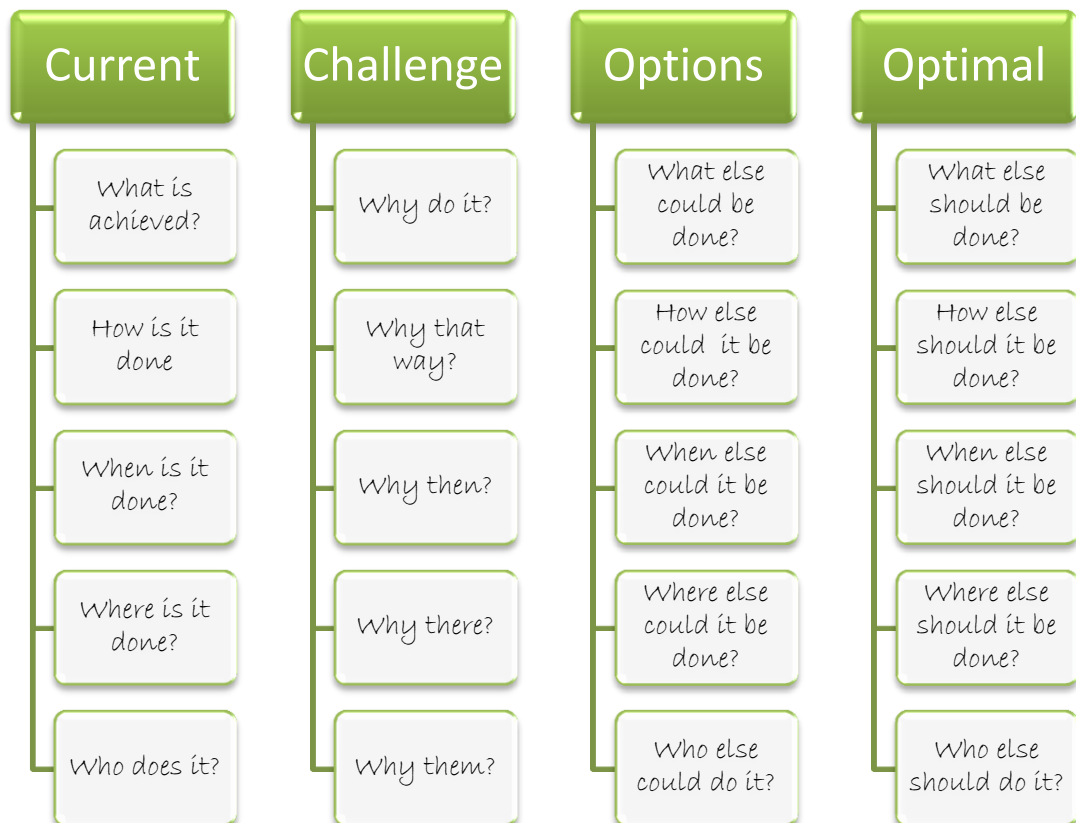 Current
What is
achieved?
How is it
done
When is it
done?
Where is it
done?
Who does it?
Challenge
Why do it?
Why that
way?
Why then?
Why there?
Why them?
Options
What else
could be
done?
How else
could  it be
done?
When else
could it be
done?
Where else
could it be
done?
Who else
could do it?
Optimal
What else
should be
done?
How else
should it be
done?
When else
should it be
done?
Where else
should it be
done?
Who else
should do it?